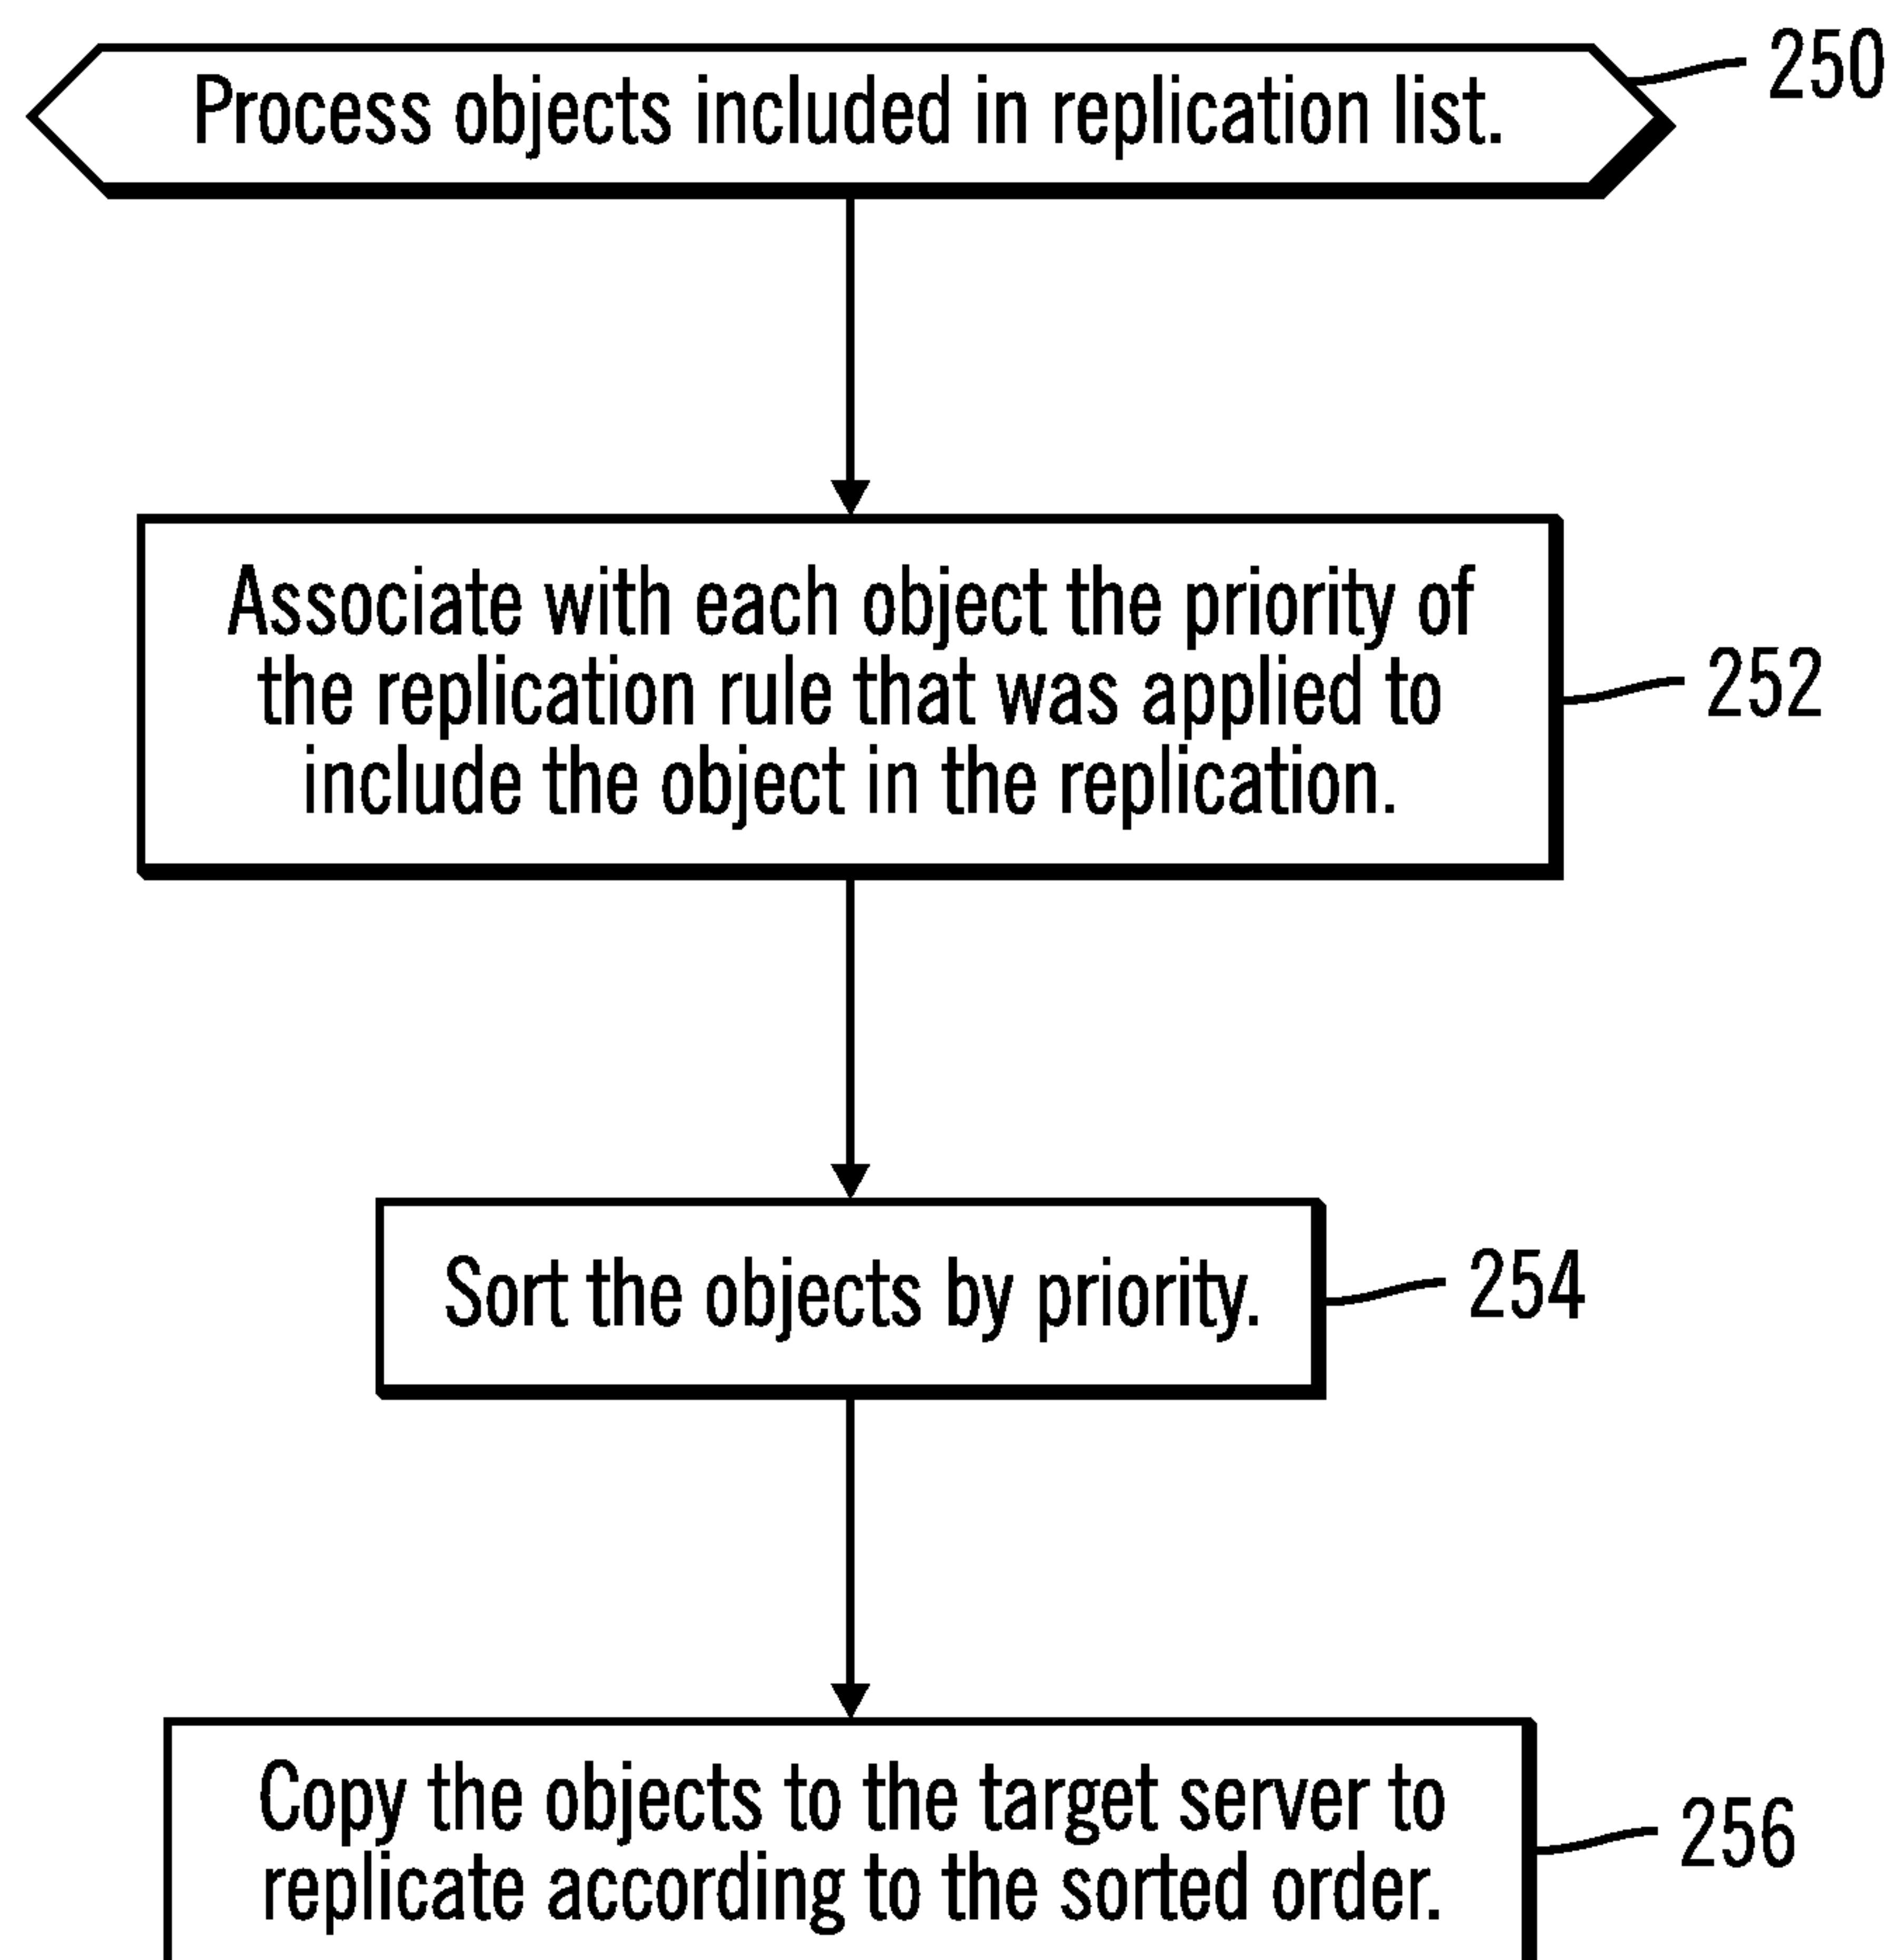 Process objects included in replication list.
250
Associate with each object the priority of
the replication rule that was applied to
include the object in the replication.
252
Sort the objects by priority.
254
Copy the objects to the target server to
replicate according to the sorted order.
256